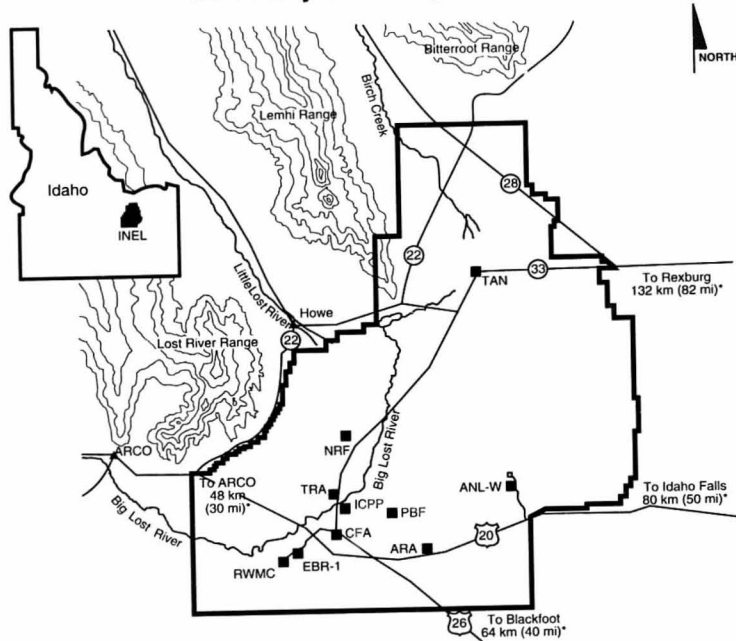 Bitterroot Range
NORTH
Birch Creek
Lemhi Range
Idaho
INEL
28
22
33
TAN
To Rexburg
132 km (82 mi)*
Little Lost River
Howe
22
Lost River Range
ARCO
NRF
Big Lost River
To ARCO
48 km
(30 mi)*
TRA
ICPP
PBF
ANL-W
To Idaho Falls
80 km (50 mi)*
Big Lost River
CFA
20
ARA
RWMC
EBR-1
26
To Blackfoot
64 km (40 mi)*